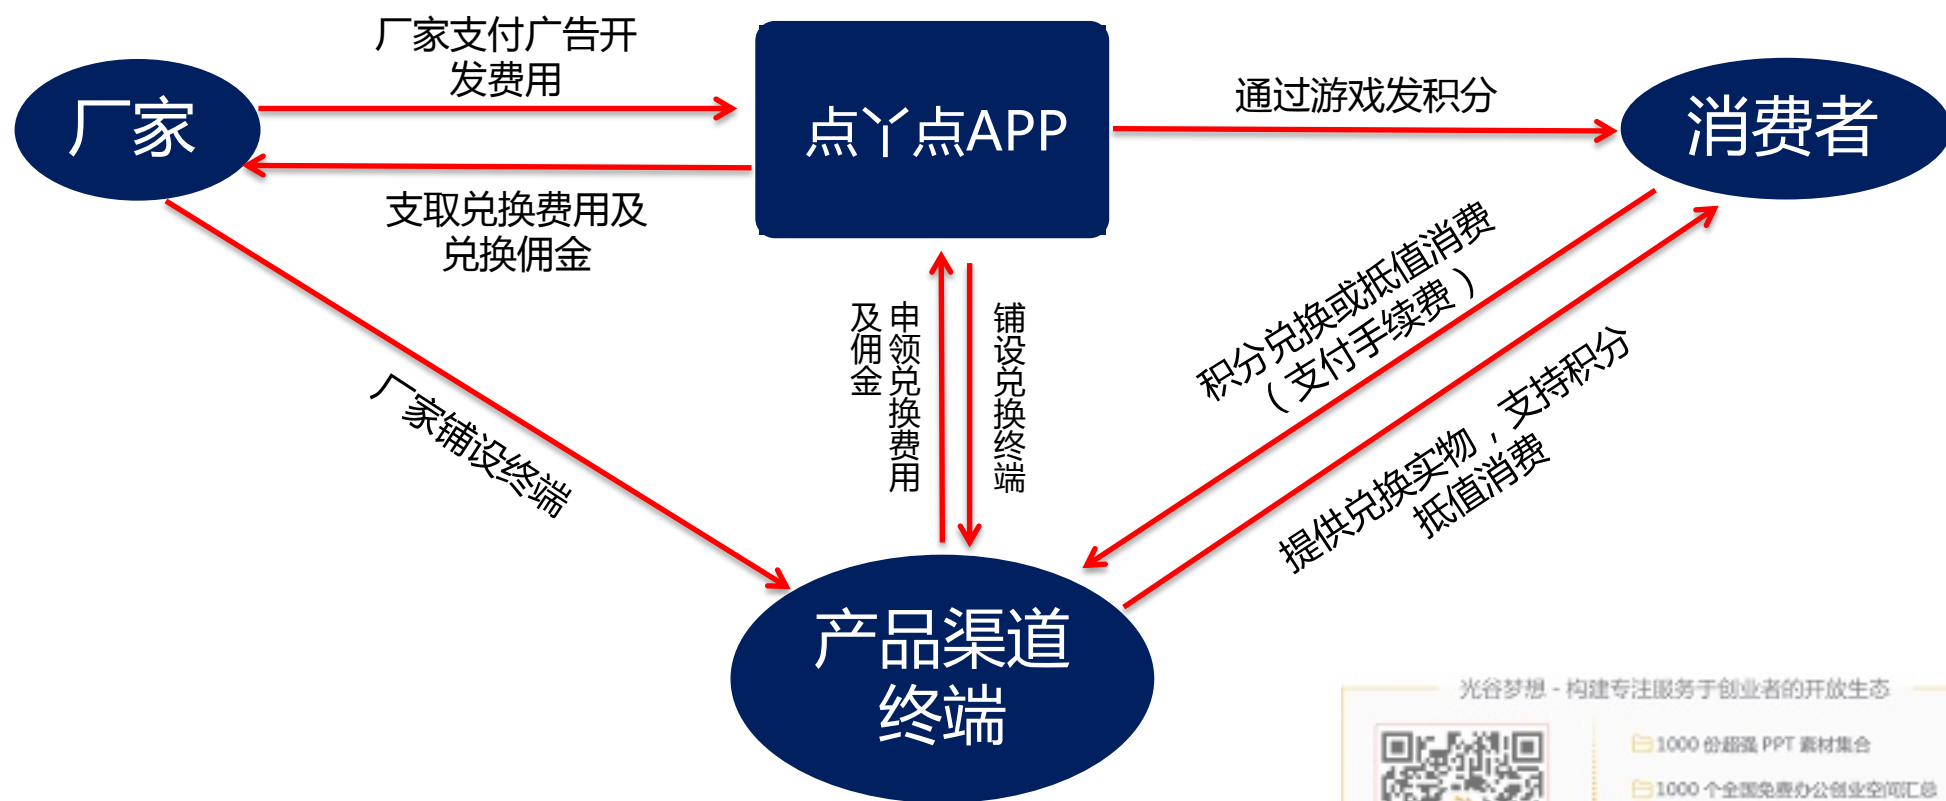 厂家支付广告开
发费用
厂家
点丫点APP
通过游戏发积分
消费者
支取兑换费用及
兑换佣金
申领兑换费用
及佣金
铺设兑换终端
积分兑换或抵值消费
（支付手续费）
厂家铺设终端
提供兑换实物，支持积分
抵值消费
产品渠道
终端
光谷梦想 - 构建专注服务于创业者的开放生态
1000 份超强 PPT 素材集合
1000 个全国免费办公创业空间汇总